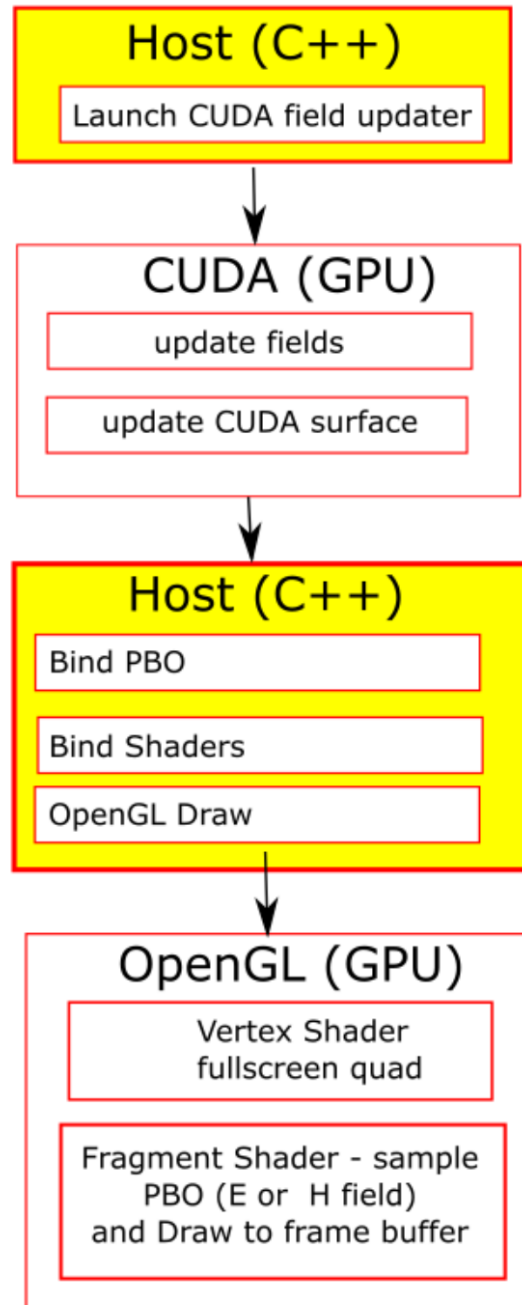 Host (C++)
Launch CUDA field updater
CUDA (GPU)
update fields
update CUDA surface
Host (C++)
Bind PBO
Bind Shaders
OpenGL Draw
OpenGL (GPU)
Vertex Shader
fullscreen quad
Fragment Shader - sample
PBO (E or H field)
and Draw to frame buffer